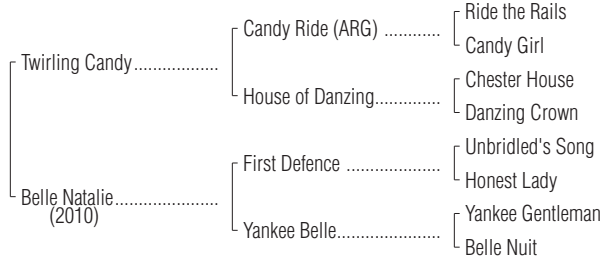 Ride the Rails
Candy Ride (ARG) ............
Candy Girl
Twirling Candy..................
Chester House
House of Danzing..............
Danzing Crown
Unbridled's Song
First Defence ....................
Honest Lady
Belle Natalie......................
(2010)
Yankee Gentleman
Yankee Belle......................
Belle Nuit